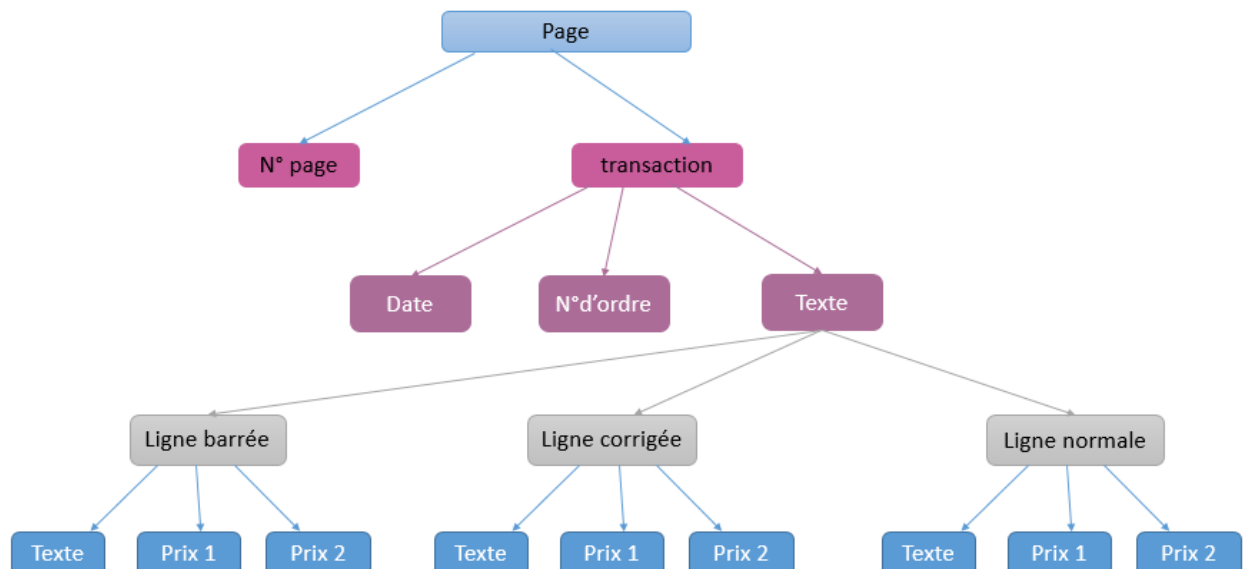 Page
N° page
transaction
Date
N°d’ordre
Texte
Ligne barrée
Ligne corrigée
Ligne normale
Texte
Prix 1
Prix 2
Texte
Prix 1
Prix 2
Texte
Prix 1
Prix 2